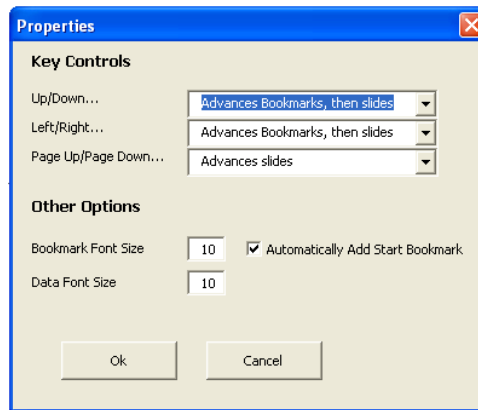 Properties
Key Controls
Up/Down... Advances Bookmarks, then slides
Left/Right... Advances Bookmarks, then slides
Page Up/Page Down... Advances slides
Other Options
Bookmark Font Size 10 Automatically Add Start Bookmark
Data Font Size 10
Ok Cancel